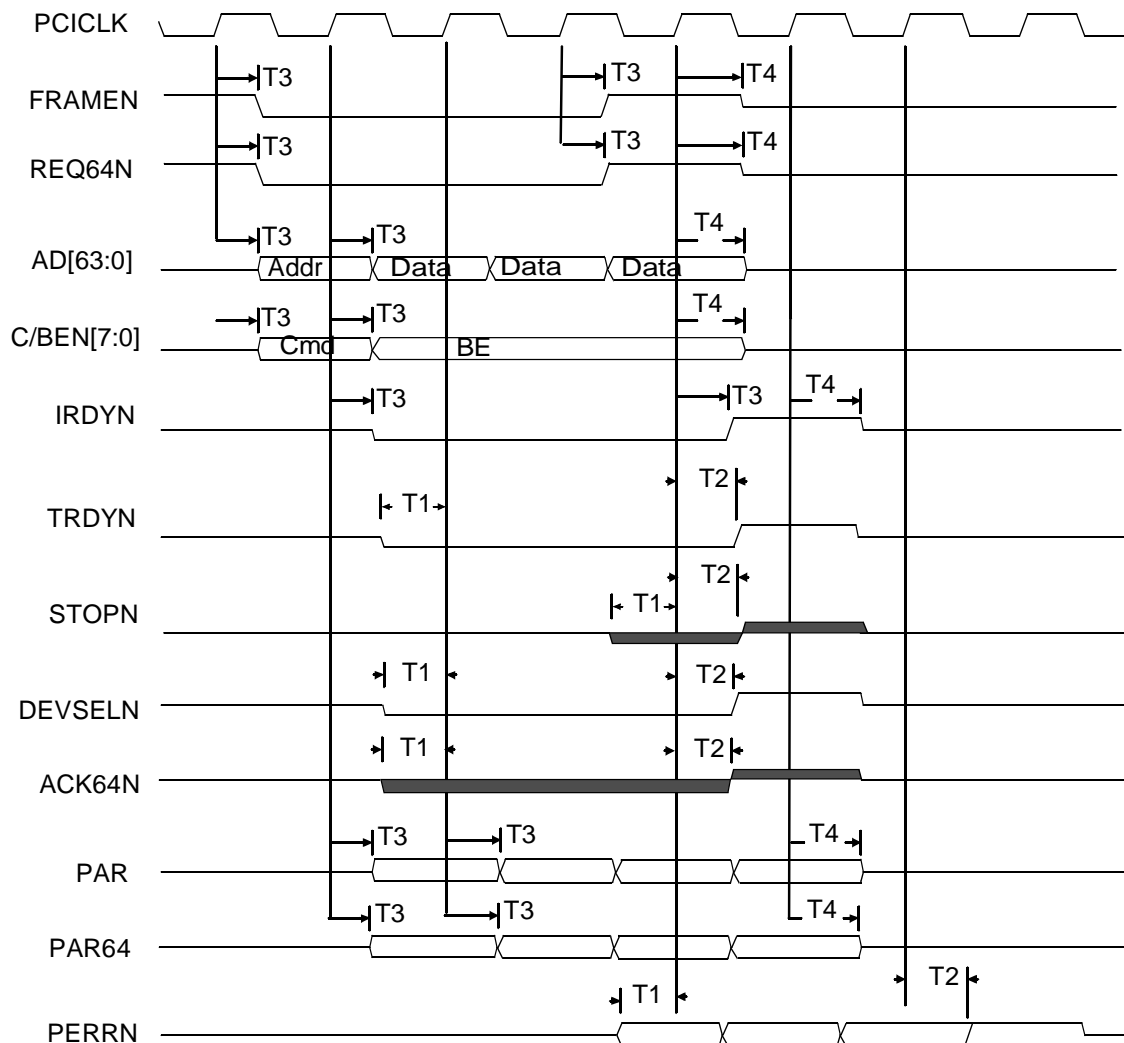 PCICLK
T3 T3 T4
FRAMEN
T3 T3 T4
REQ64N
T3 T3 T4
AD[63:0]
Addr Data Data Data
T3 T3 T4
C/BEN[7:0]
Cmd BE
T3 T3 T4
IRDYN
T1 T2
TRDYN
T1 T2
STOPN
T1 T2
DEVSELN
T1 T2
ACK64N
T3 T3 T4
PAR
T3 T3 T4
PAR64
T1 T2
PERRN